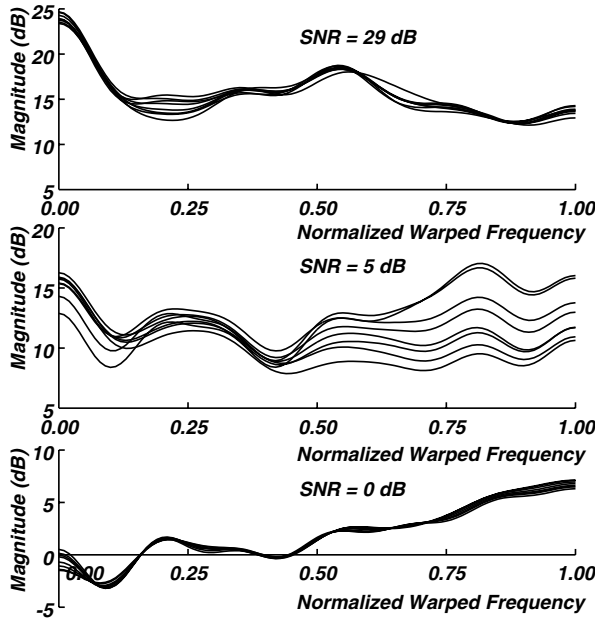 Magnitude (dB)
25
20
15
10
5
SNR = 29 dB
0.00 0.25 0.50 0.75 1.00
Normalized Warped Frequency
Magnitude (dB)
20
15
10
5
SNR = 5 dB
0.00 0.25 0.50 0.75 1.00
Normalized Warped Frequency
Magnitude (dB)
10
5
0
-5
SNR = 0 dB
0.00 0.25 0.50 0.75 1.00
Normalized Warped Frequency